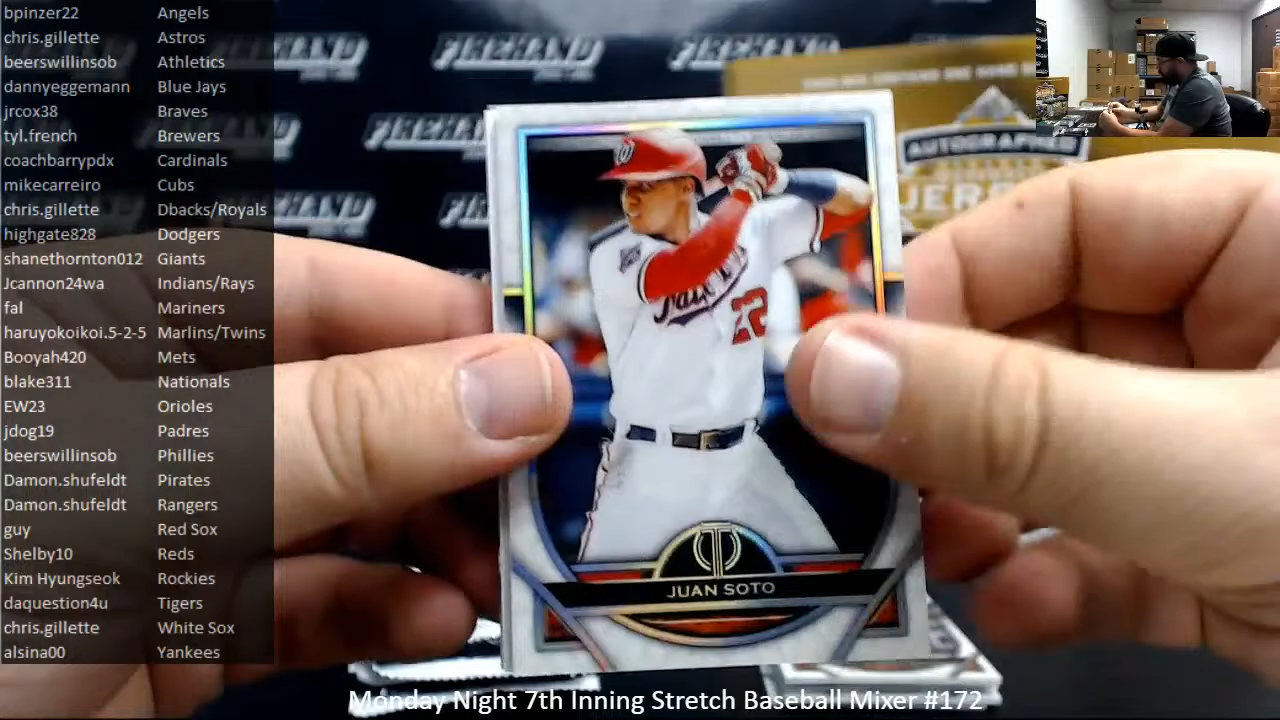 bpinzer22 Angels
chris.gillette Astros
beerswillinsob Athletics
dannyeggemann Blue Jays
jrcox38 Braves
tyl.french Brewers
coachbarrypdx Cardinals
mikecarreiro Cubs
chris.gillette Dbacks/Royals
highgate828 Dodgers
shanethornton012 Giants
Jcannon24wa Indians/Rays
fal Mariners
haruyokoikoi.5-2-5 Marlins/Twins
Booyah420 Mets
blake311 Nationals
EW23 Orioles
jdog19 Padres
beerswillinsob Phillies
Damon.shufeldt Pirates
Damon.shufeldt Rangers
guy Red Sox
Shelby10 Reds
Kim Hyungseok Rockies
daquestion4u Tigers
chris.gillette White Sox
alsina00 Yankees
FIREHAND FIREHAND FIREHAND
FIREHAND
AUTOGRAPHED
JER
22
JUAN SOTO
Monday Night 7th Inning Stretch Baseball Mixer #172